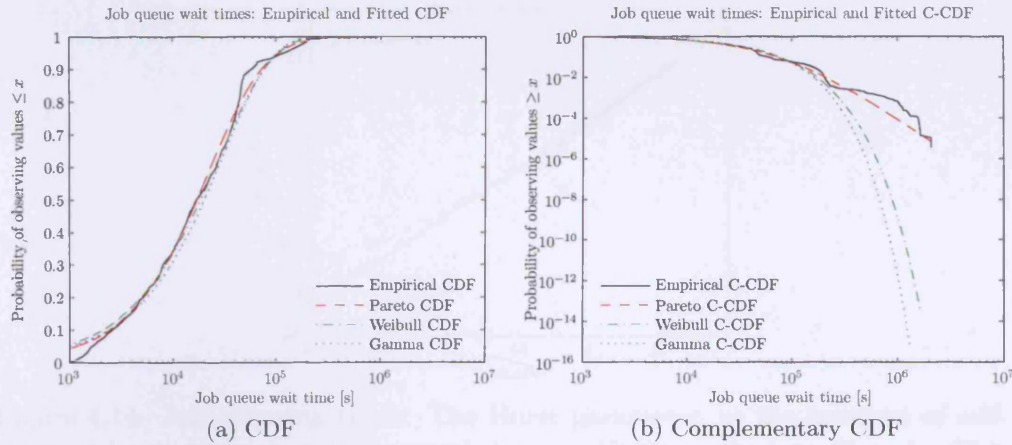 Job queue wait times: Empirical and Fitted CDF
Probability of observing values ≤ x
1
0.9
0.8
0.7
0.6
0.5
0.4
0.3
0.2
0.1
0
10^3
10^4
10^5
10^6
10^7
Empirical CDF
Pareto CDF
Weibull CDF
Gamma CDF
Job queue wait time [s]
(a) CDF
Job queue wait times: Empirical and Fitted C-CDF
Probability of observing values ≥ x
10^0
10^-2
10^-4
10^-6
10^-8
10^-10
10^-12
10^-14
10^-16
10^3
10^4
10^5
10^6
10^7
Empirical C-CDF
Pareto C-CDF
Weibull C-CDF
Gamma C-CDF
Job queue wait time [s]
(b) Complementary CDF